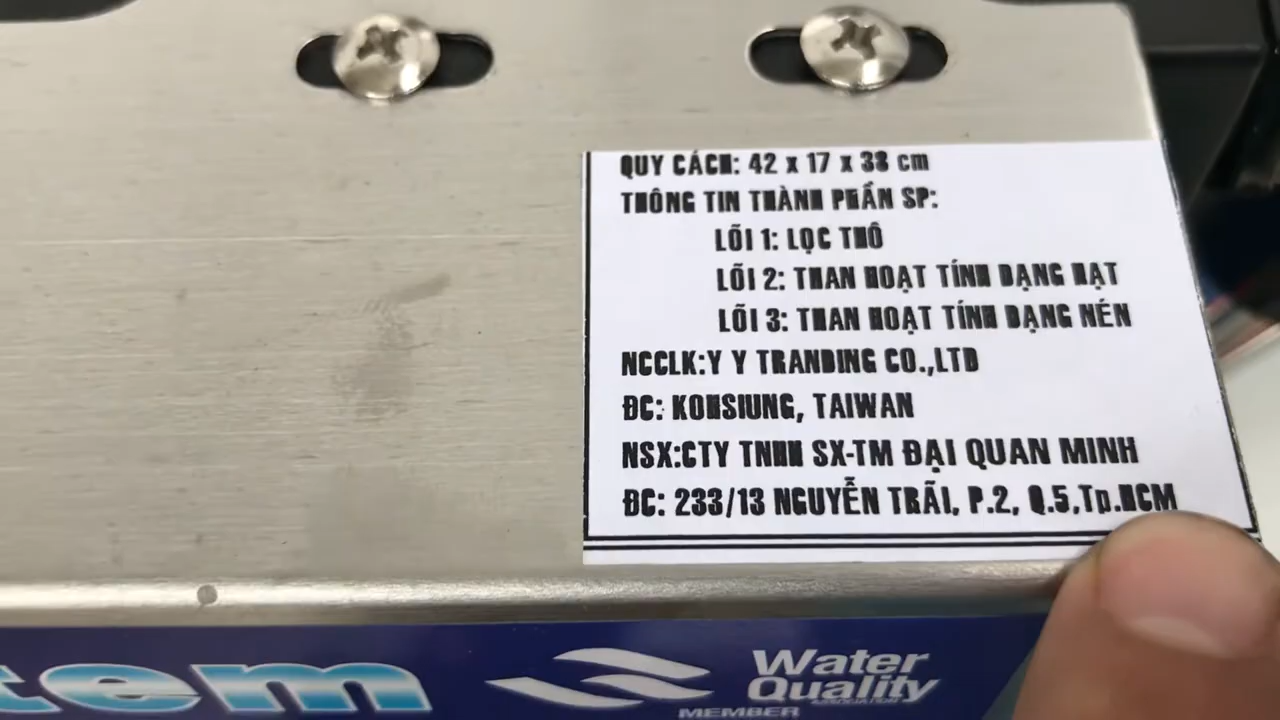 QUY CÁCH: 42 x 17 x 38 cm
THÔNG TIN THÀNH PHẨN SP:
LÕI 1: LỌC THÔ
LÕI 2: THAN HOẠT TÍNH DẠNG HẠT
LÕI 3: THAN HOẠT TÍNH DẠNG NÉN
NCCLK:Y Y TRANDING CO.,LTD
ĐC: KOHSIUNG, TAIWAN
NSX:CTY TNHH SX-TM ĐẠI QUAN MINH
ĐC: 233/13 NGUYỄN TRÃI, P.2, Q.5,Tp.HCM
tem
Water
Quality
ASSOCIATION
MEMBER